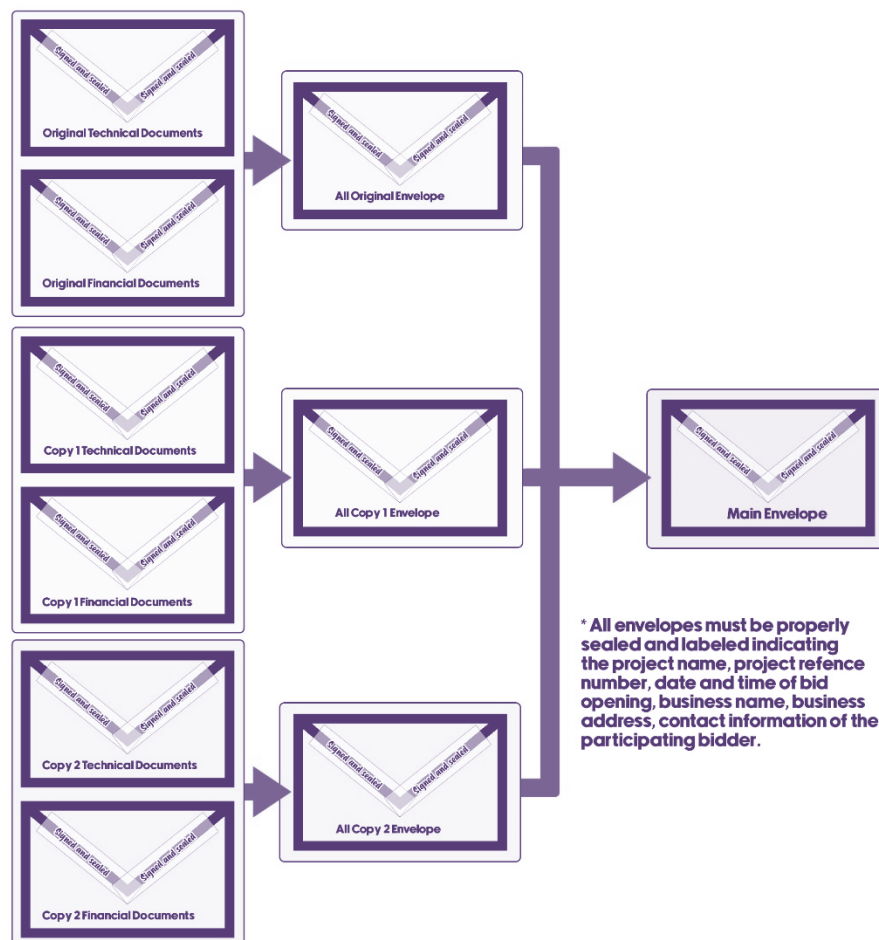 Signed and sealed Signed and sealed
Original Technical Documents
Signed and sealed Signed and sealed
Original Financial Documents
Signed and sealed Signed and sealed
All Original Envelope
Signed and sealed Signed and sealed
Copy 1 Technical Documents
Signed and sealed Signed and sealed
Copy 1 Financial Documents
Signed and sealed Signed and sealed
All Copy 1 Envelope
Signed and sealed Signed and sealed
Main Envelope
Signed and sealed Signed and sealed
Copy 2 Technical Documents
Signed and sealed Signed and sealed
Copy 2 Financial Documents
Signed and sealed Signed and sealed
All Copy 2 Envelope
* All envelopes must be properly
sealed and labeled indicating
the project name, project refence
number, date and time of bid
opening, business name, business
address, contact information of the
participating bidder.